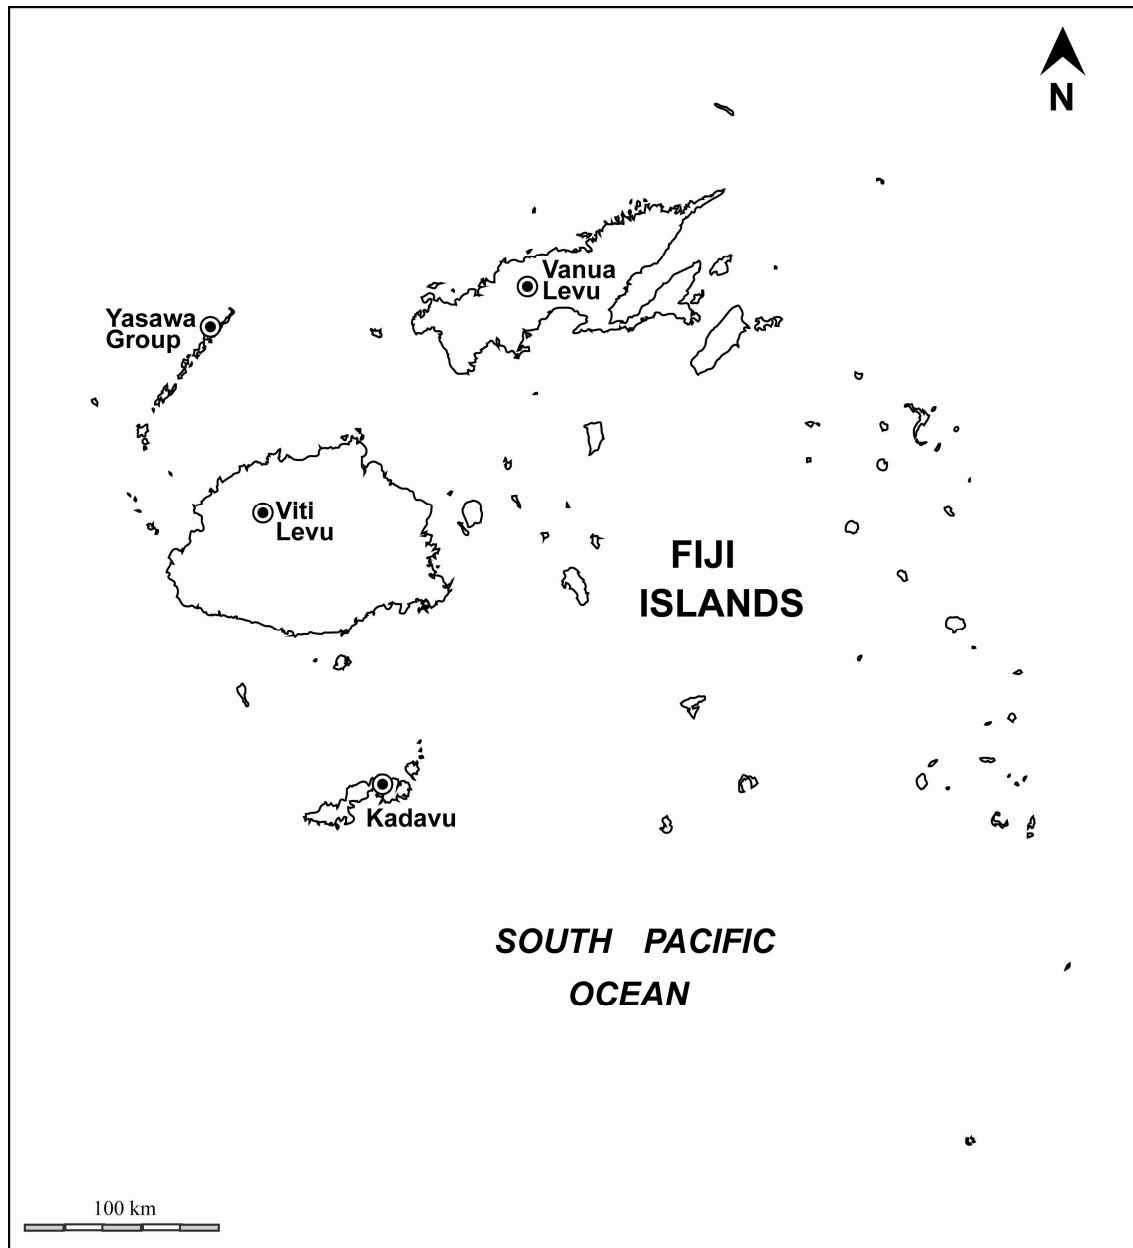 N
Vanua
Levu
Yasawa
Group
Viti
Levu
FIJI
ISLANDS
Kadavu
SOUTH PACIFIC
OCEAN
100 km